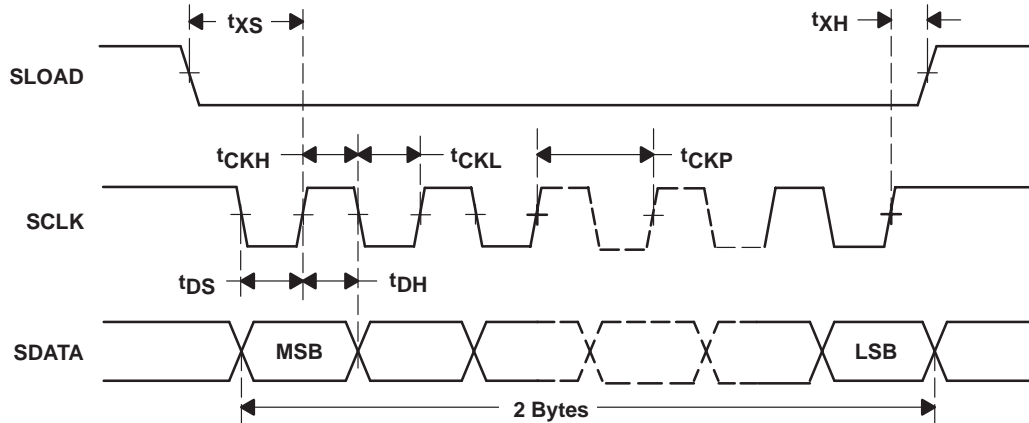 tXS
tXH
SLOAD
tCKH
tCKL
tCKP
SCLK
tDS
tDH
SDATA
MSB
LSB
2 Bytes